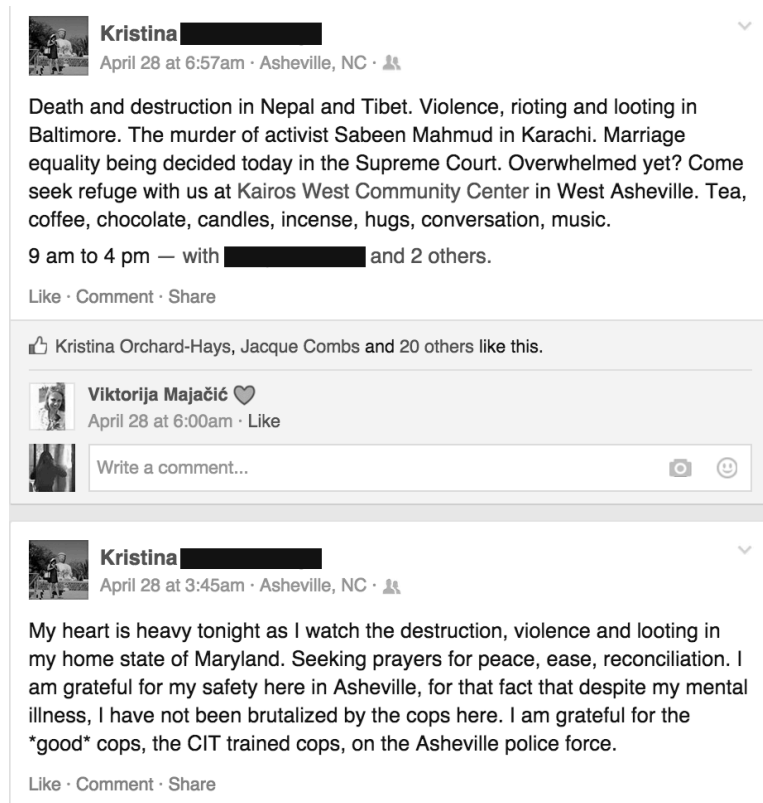 Kristina
April 28 at 6:57am · Asheville, NC ·
Death and destruction in Nepal and Tibet. Violence, rioting and looting in
Baltimore. The murder of activist Sabeen Mahmud in Karachi. Marriage
equality being decided today in the Supreme Court. Overwhelmed yet? Come
seek refuge with us at Kairos West Community Center in West Asheville. Tea,
coffee, chocolate, candles, incense, hugs, conversation, music.
9 am to 4 pm — with and 2 others.
Like · Comment · Share
Kristina Orchard-Hays, Jacque Combs and 20 others like this.
Viktorija Majačić
April 28 at 6:00am · Like
Write a comment...
Kristina
April 28 at 3:45am · Asheville, NC ·
My heart is heavy tonight as I watch the destruction, violence and looting in
my home state of Maryland. Seeking prayers for peace, ease, reconciliation. I
am grateful for my safety here in Asheville, for that fact that despite my mental
illness, I have not been brutalized by the cops here. I am grateful for the
*good* cops, the CIT trained cops, on the Asheville police force.
Like · Comment · Share